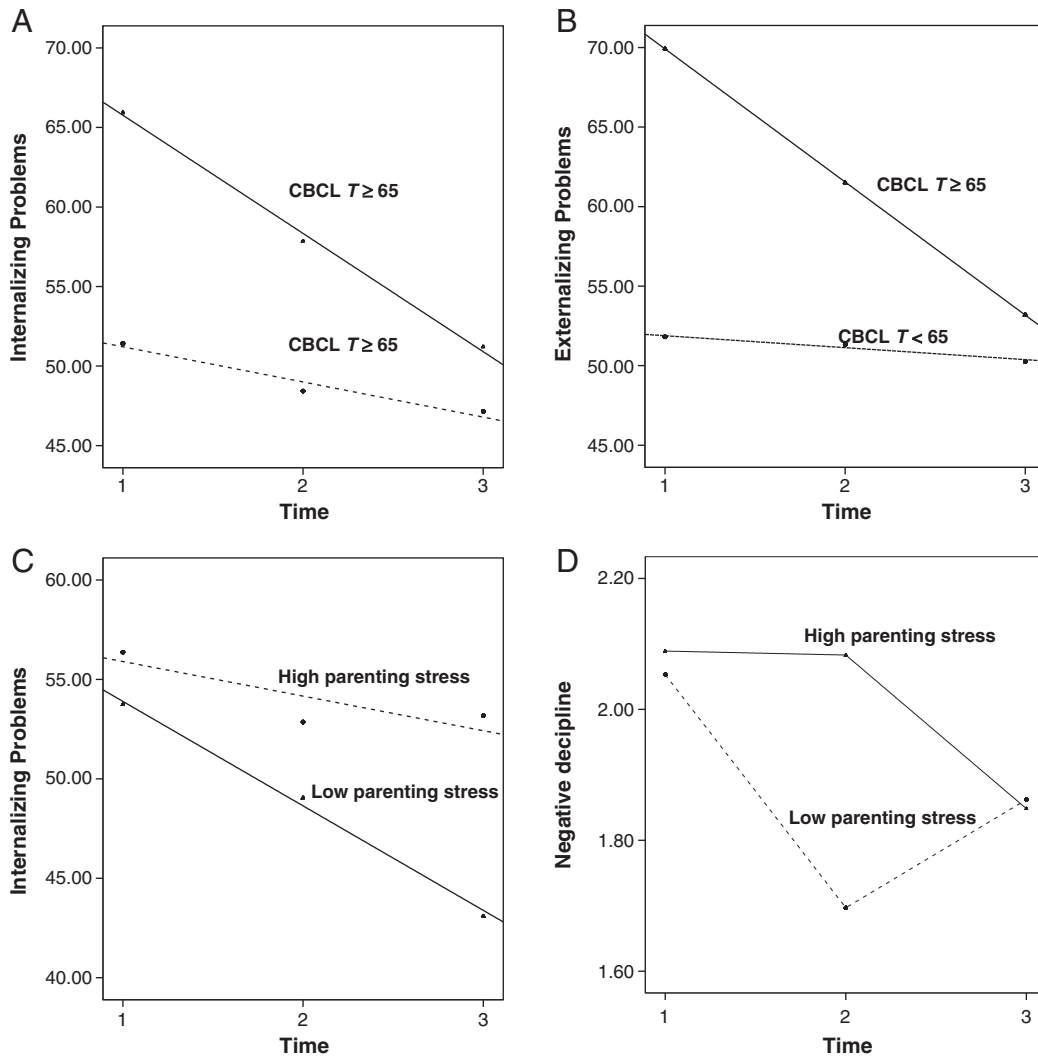 A
Internalizing Problems
70.00
65.00
60.00
55.00
50.00
45.00
CBCL T ≥ 65
CBCL T ≥ 65
1 2 3
Time
B
Externalizing Problems
70.00
65.00
60.00
55.00
50.00
45.00
CBCL T ≥ 65
CBCL T < 65
1 2 3
Time
C
Internalizing Problems
60.00
55.00
50.00
45.00
40.00
High parenting stress
Low parenting stress
1 2 3
Time
D
Negative decipline
2.20
2.00
1.80
1.60
High parenting stress
Low parenting stress
1 2 3
Time